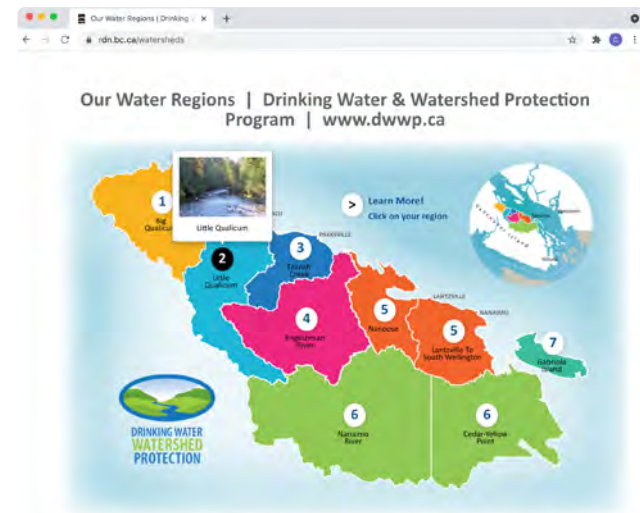 Our Water Regions | Drinking
rdn.bc.ca/watersheds
Our Water Regions | Drinking Water & Watershed Protection
Program | www.dwwp.ca
1
Big
Little Qualicum
> Learn More!
Click on your region
Vancouver Island
2
Little
Qualicum
3
PARKSVILLE
French
Creek
4
Englishman
River
5
Nanoose
LANTZVILLE
NANAIMO
5
Lantzville To
South Wellington
7
Gabriola
Island
6
Nanaimo
River
6
Cedar-Yellow
Point
DRINKING WATER
WATERSHED
PROTECTION